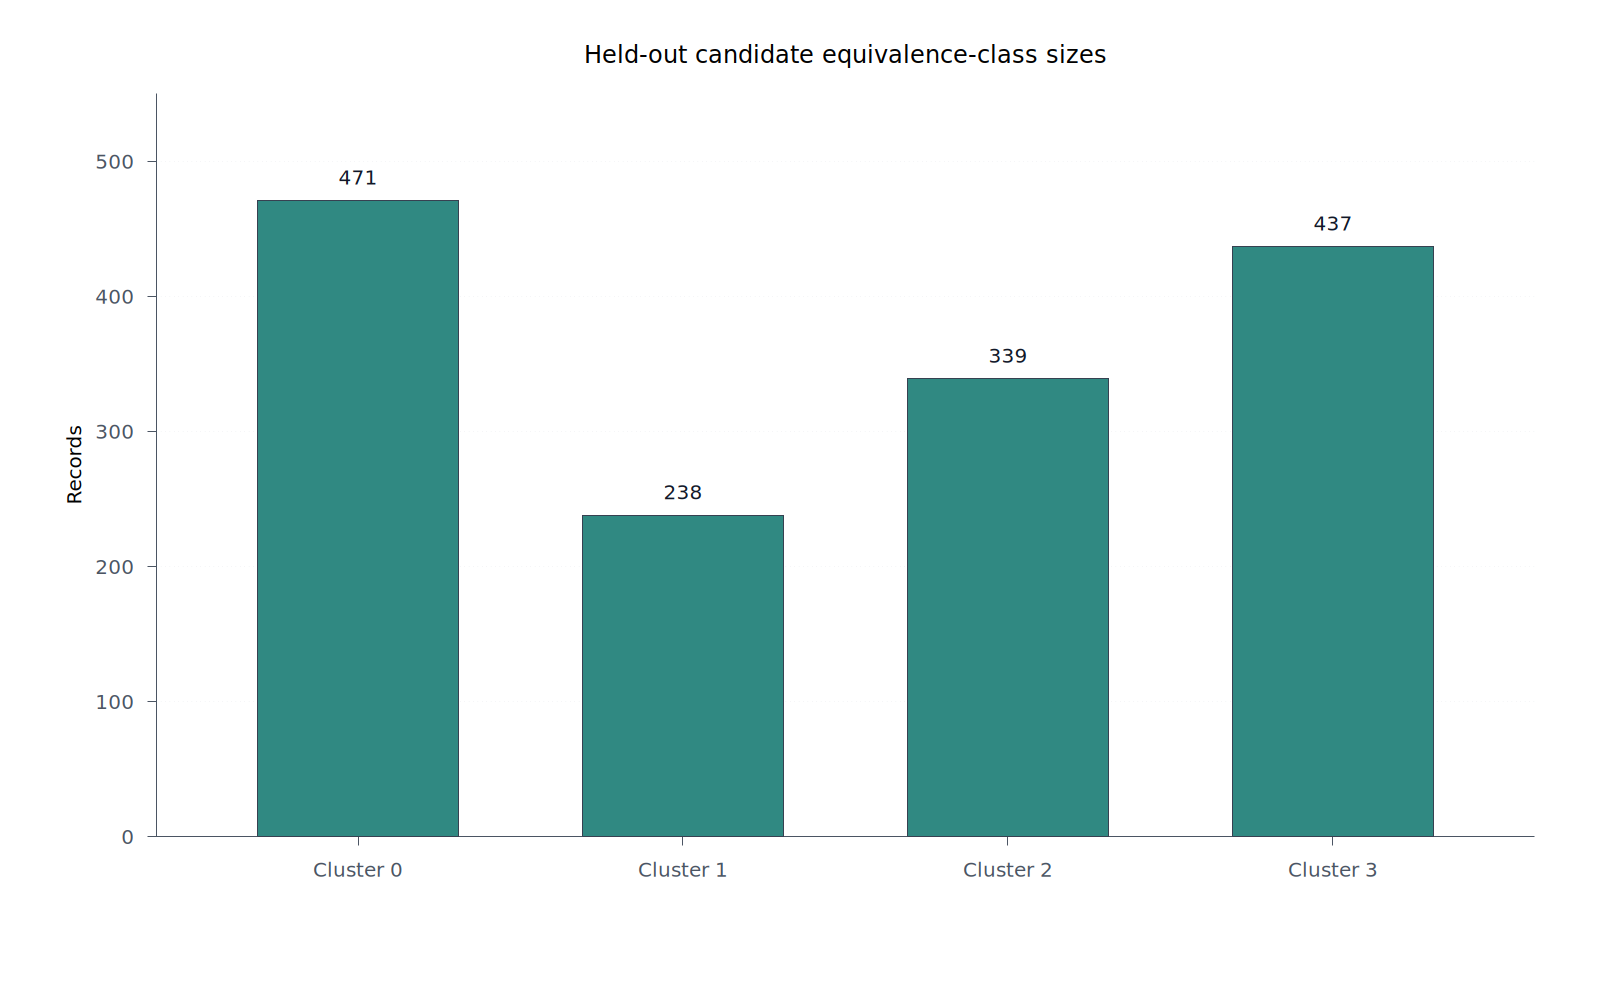 Held-out candidate equivalence-class sizes
Records
500
400
300
200
100
0
471
238
339
437
Cluster 0
Cluster 1
Cluster 2
Cluster 3